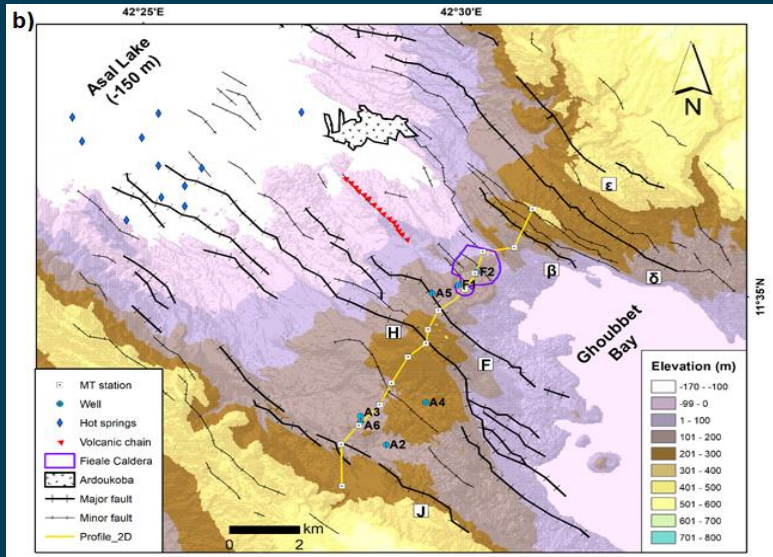 b)
42°25'E
42°30'E
Asal Lake
(-150 m)
N
ε
β
δ
F2
F1
A5
11°35'N
H
F
Ghoubbet
Bay
A4
A3
A6
A2
J
km
0
2
MT station
Well
Hot springs
Volcanic chain
Fieale Caldera
Ardoukoba
Major fault
Minor fault
Profile_2D
Elevation (m)
-170 - -100
-99 - 0
1 - 100
101 - 200
201 - 300
301 - 400
401 - 500
501 - 600
601 - 700
701 - 800